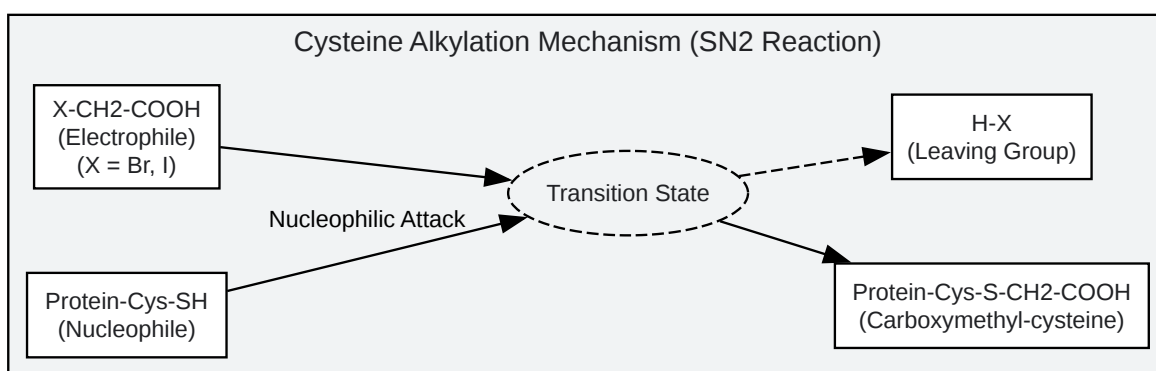 Cysteine Alkylation Mechanism (SN2 Reaction)
X-CH2-COOH
(Electrophile)
(X = Br, I)
H-X
(Leaving Group)
Transition State
Nucleophilic Attack
Protein-Cys-SH
(Nucleophile)
Protein-Cys-S-CH2-COOH
(Carboxymethyl-cysteine)